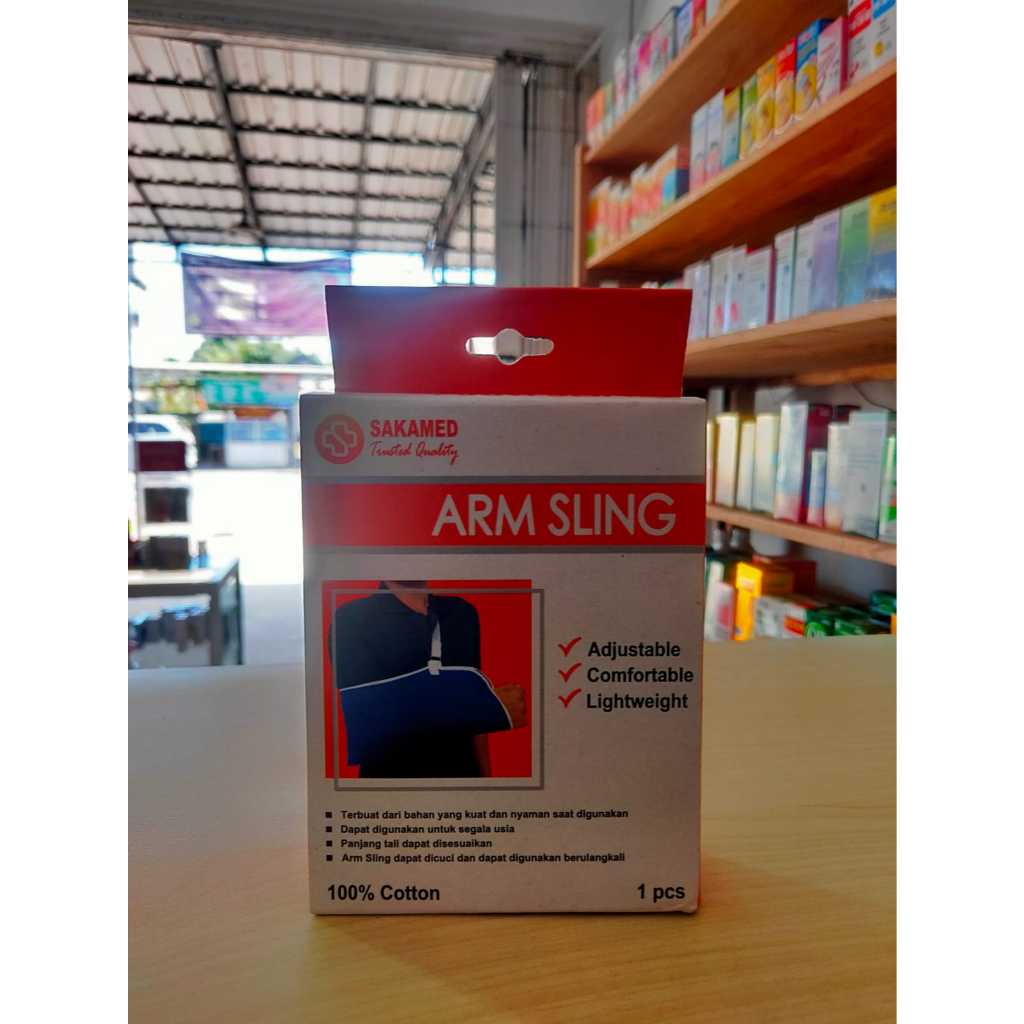 SAKAMED
Trusted Quality
ARM SLING
Adjustable
Comfortable
Lightweight
Terbuat dari bahan yang kuat dan nyaman saat digunakan
Dapat digunakan untuk segala usia
Panjang tali dapat disesuaikan
Arm Sling dapat dicuci dan dapat digunakan berulangkali
100% Cotton
1 pcs